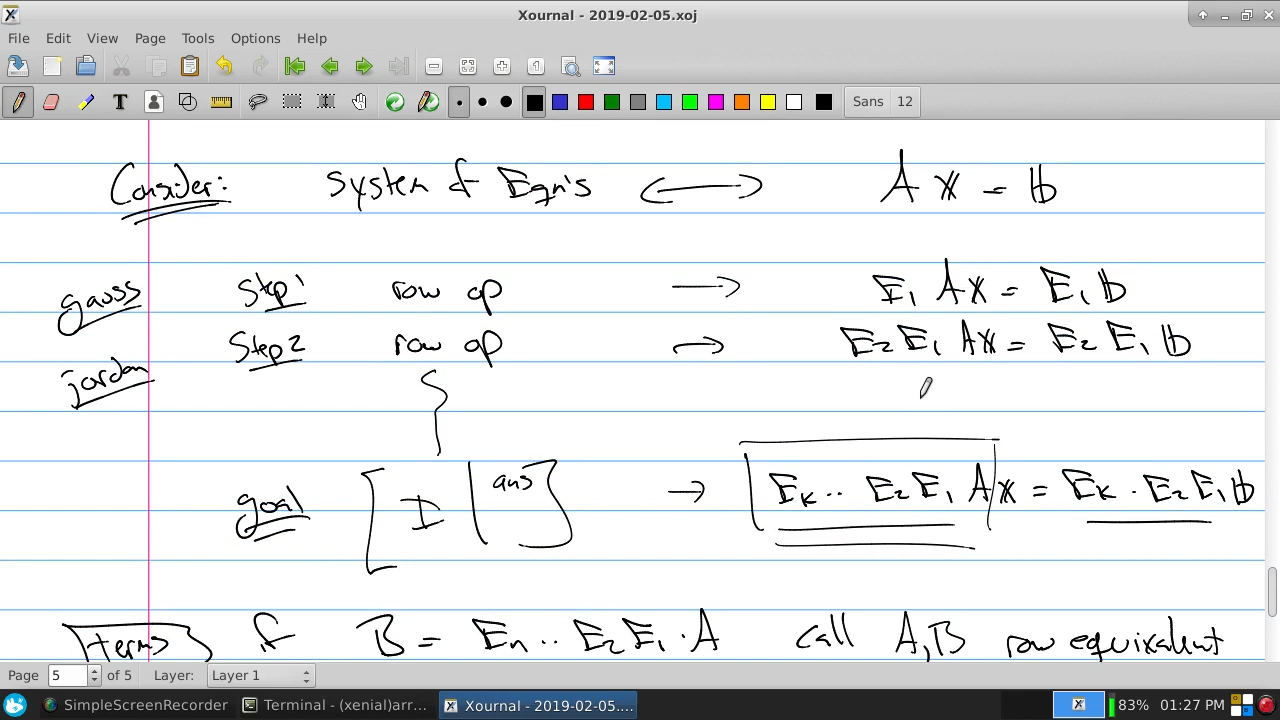 Xournal - 2019-02-05.xoj
File Edit View Page Tools Options Help
Sans 12
Consider: system of Eqn's ⟷ A x = b
gauss Step 1 row op → E₁ A x = E₁ b
jordan Step 2 row op → E₂ E₁ A x = E₂ E₁ b
goal [ I | ans ] → E_k ·· E₂ E₁ A x = E_k · E₂ E₁ b
terms If B = E_n ·· E₂ E₁ · A call A, B row equivalent
Page 5 of 5 Layer: Layer 1
SimpleScreenRecorder Terminal - (xenial)arr... Xournal - 2019-02-05.... 83% 01:27 PM